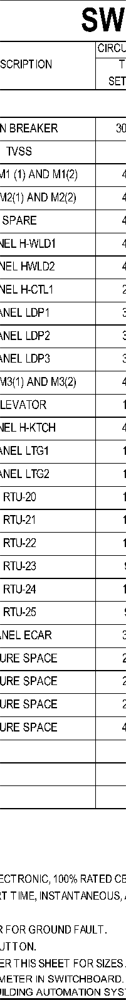 SW
CIRCU
SCRIPTION T
SET
N BREAKER 30
TVSS
M1 (1) AND M1(2) 4
M2(1) AND M2(2) 4
SPARE 4
NEL H-WLD1 4
NEL HWLD2 4
NEL H-CTL1 2
ANEL LDP1 3
ANEL LDP2 3
ANEL LDP3 3
M3(1) AND M3(2) 4
LEVATOR 1
NEL H-KTCH 4
ANEL LTG1 1
ANEL LTG2 1
RTU-20 1
RTU-21 1
RTU-22 1
RTU-23 9
RTU-24 1
RTU-25 9
ANEL ECAR 3
URE SPACE 2
URE SPACE 2
URE SPACE 2
URE SPACE 4
ECTRONIC, 100% RATED CB
RT TIME, INSTANTANEOUS, A
R FOR GROUND FAULT.
UTTON.
ER THIS SHEET FOR SIZES.
METER IN SWITCHBOARD.
UILDING AUTOMATION SYS